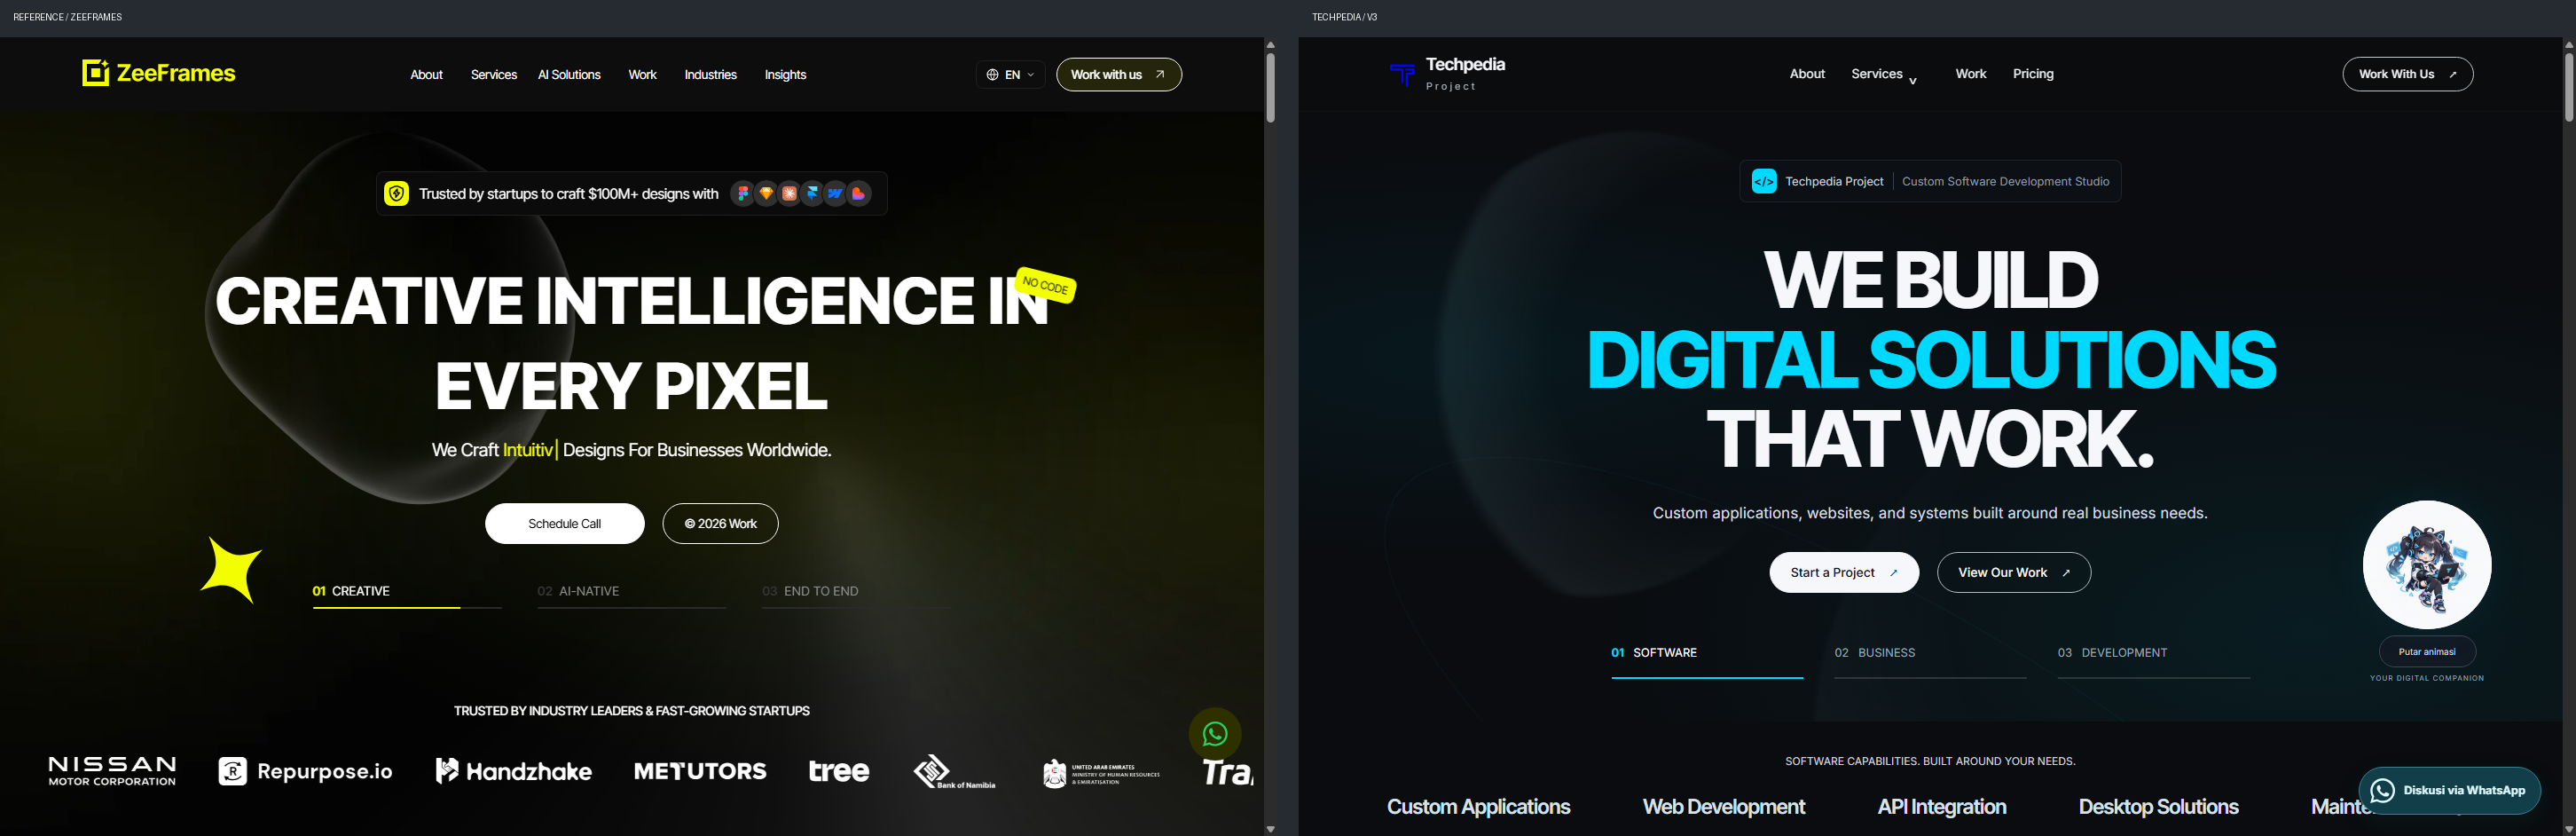 REFERENCE / ZEEFRAMES
ZeeFrames
About Services AI Solutions Work Industries Insights
EN
Work with us
Trusted by startups to craft $100M+ designs with
CREATIVE INTELLIGENCE IN
NO CODE
EVERY PIXEL
We Craft Intuitiv| Designs For Businesses Worldwide.
Schedule Call
© 2026 Work
01 CREATIVE
02 AI-NATIVE
03 END TO END
TRUSTED BY INDUSTRY LEADERS & FAST-GROWING STARTUPS
NISSAN
MOTOR CORPORATION
Repurpose.io
Handzhake
METUTORS
tree
Bank of Namibia
UNITED ARAB EMIRATES
MINISTRY OF HUMAN RESOURCES
& EMIRATISATION
Tra
TECHPEDIA / V3
Techpedia
Project
About Services Work Pricing
Work With Us
</> Techpedia Project | Custom Software Development Studio
WE BUILD
DIGITAL SOLUTIONS
THAT WORK.
Custom applications, websites, and systems built around real business needs.
Start a Project
View Our Work
01 SOFTWARE
02 BUSINESS
03 DEVELOPMENT
Putar animasi
YOUR DIGITAL COMPANION
SOFTWARE CAPABILITIES. BUILT AROUND YOUR NEEDS.
Custom Applications
Web Development
API Integration
Desktop Solutions
Mainte
Diskusi via WhatsApp